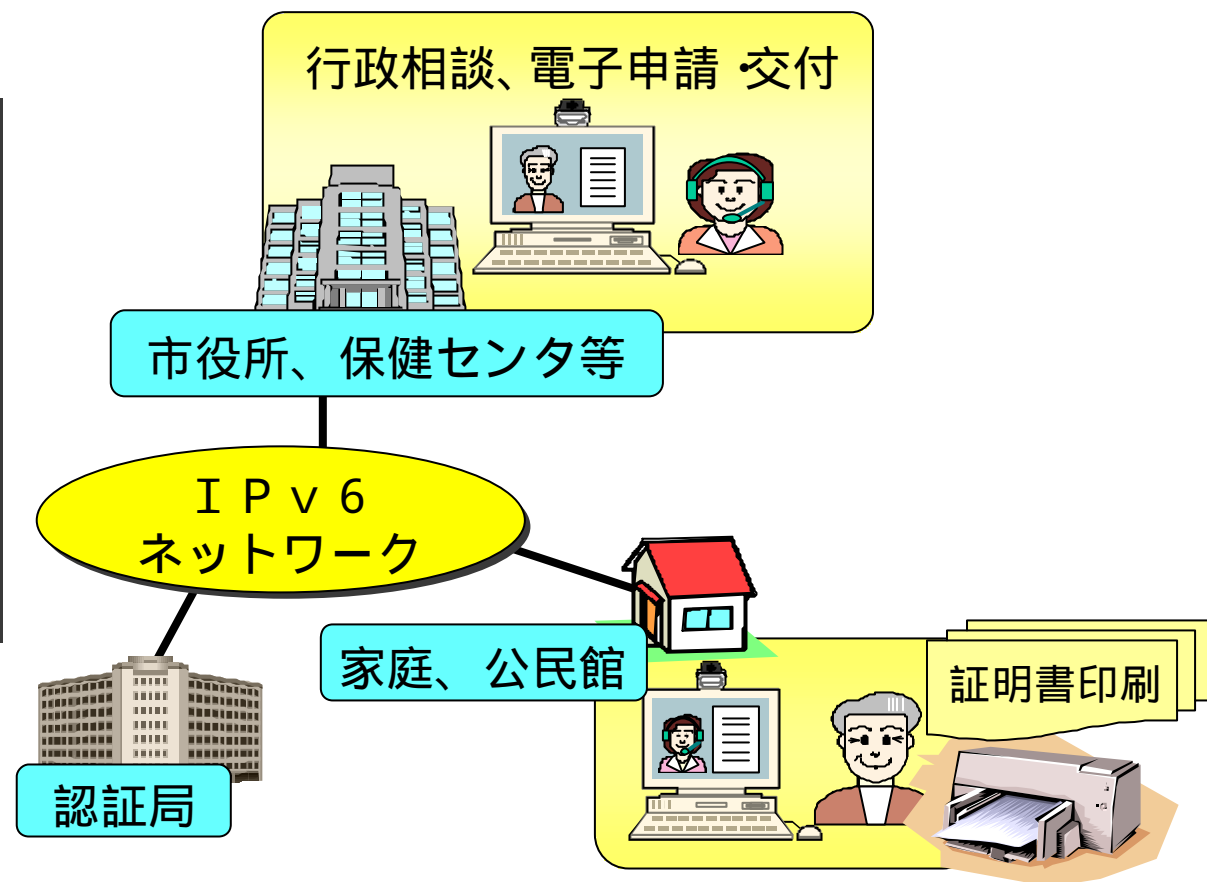 行政相談、電子申請・交付
市役所、保健センタ等
ＩＰｖ６
ネットワーク
家庭、公民館
証明書印刷
認証局